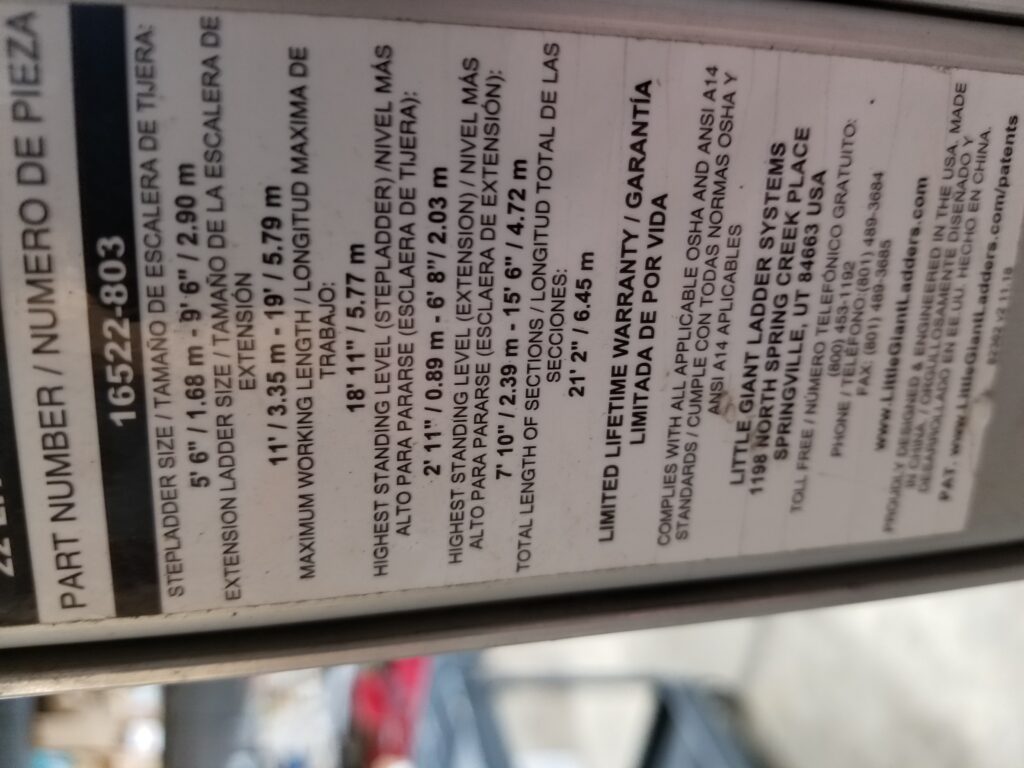 PART NUMBER / NUMERO DE PIEZA
16522-803
STEPLADDER SIZE / TAMAÑO DE ESCALERA DE TIJERA:
5' 6" / 1.68 m - 9' 6" / 2.90 m
EXTENSION LADDER SIZE / TAMAÑO DE LA ESCALERA DE
EXTENSIÓN
11' / 3.35 m - 19' / 5.79 m
MAXIMUM WORKING LENGTH / LONGITUD MAXIMA DE
TRABAJO:
18' 11" / 5.77 m
HIGHEST STANDING LEVEL (STEPLADDER) /NIVEL MÁS
ALTO PARA PARARSE (ESCLAERA DE TIJERA):
2' 11" / 0.89 m - 6' 8"/ 2.03 m
HIGHEST STANDING LEVEL (EXTENSION) / NIVEL MÁS
ALTO PARA PARARSE (ESCLAERA DE EXTENSIÓN):
7' 10" / 2.39 m - 15' 6" / 4.72 m
TOTAL LENGTH OF SECTIONS / LONGITUD TOTAL DE LAS
SECCIONES:
21' 2" / 6.45 m
LIMITED LIFETIME WARRANTY / GARANTÍA
LIMITADA DE POR VIDA
COMPLIES WITH ALL APPLICABLE OSHA AND ANSI A14
STANDARDS / CUMPLE CON TODAS NORMAS OSHA Y
ANSI A14 APLICABLES
LITTLE GIANT LADDER SYSTEMS
1198 NORTH SPRING CREEK PLACE
SPRINGVILLE, UT 84663 USA
TOLL FREE / NÚMERO TELEFÓNICO GRATUITO:
(800) 453-1192
PHONE / TELÉFONO: (801) 489-3684
FAX: (801) 489-3685
www.LittleGiantLadders.com
PROUDLY DESIGNED & ENGINEERED IN THE USA, MADE
IN CHINA. / ORGULLOSAMENTE DISEÑADO Y
DESARROLLADO EN EE.UU. HECHO EN CHINA.
PAT. www.LittleGiantLadders.com/patents
v2 11.18